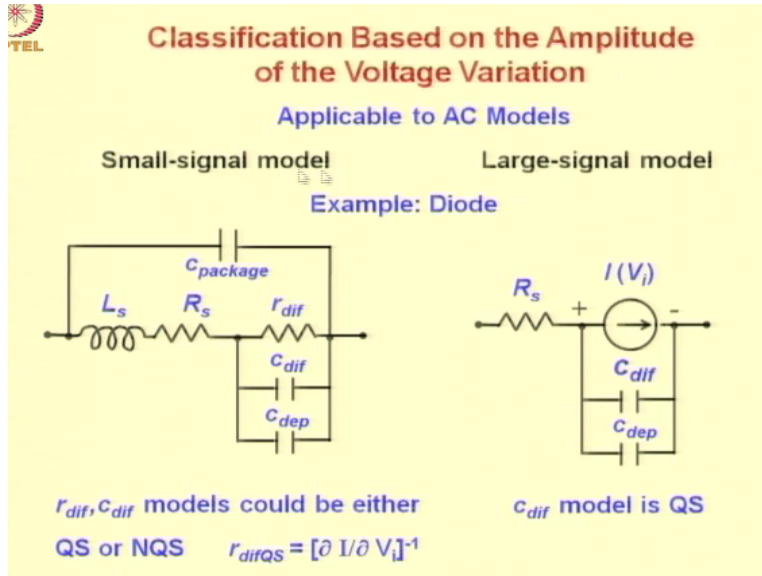 PTEL
Classification Based on the Amplitude
of the Voltage Variation
Applicable to AC Models
Small-signal model
Large-signal model
Example: Diode
Cpackage
Ls
Rs
rdif
Cdif
Cdep
Rs
I (Vi)
+
-
Cdif
Cdep
rdif, Cdif models could be either
QS or NQS rdifQS = [∂ I/∂ Vi]-1
Cdif model is QS